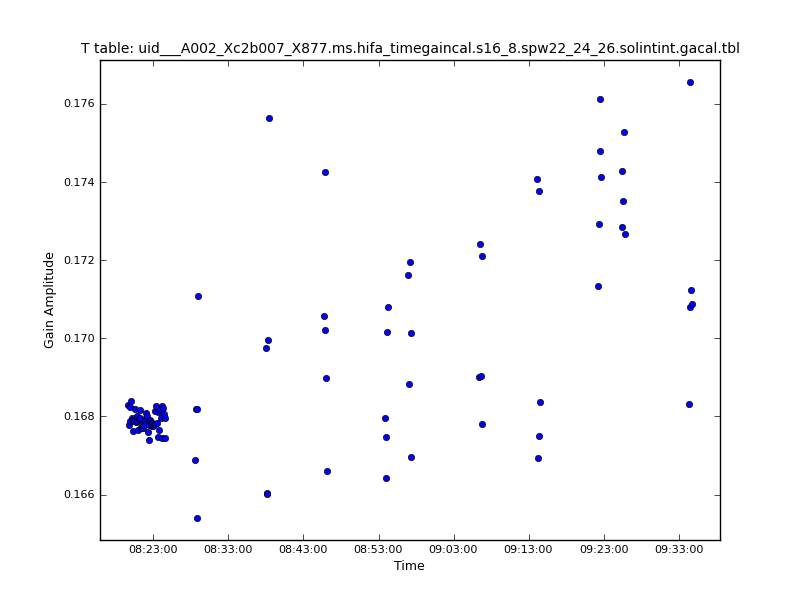 T table: uid___A002_Xc2b007_X877.ms.hifa_timegaincal.s16_8.spw22_24_26.solintint.gacal.tbl
0.176
0.174
0.172
0.170
0.168
0.166
Gain Amplitude
08:23:00 08:33:00 08:43:00 08:53:00 09:03:00 09:13:00 09:23:00 09:33:00
Time